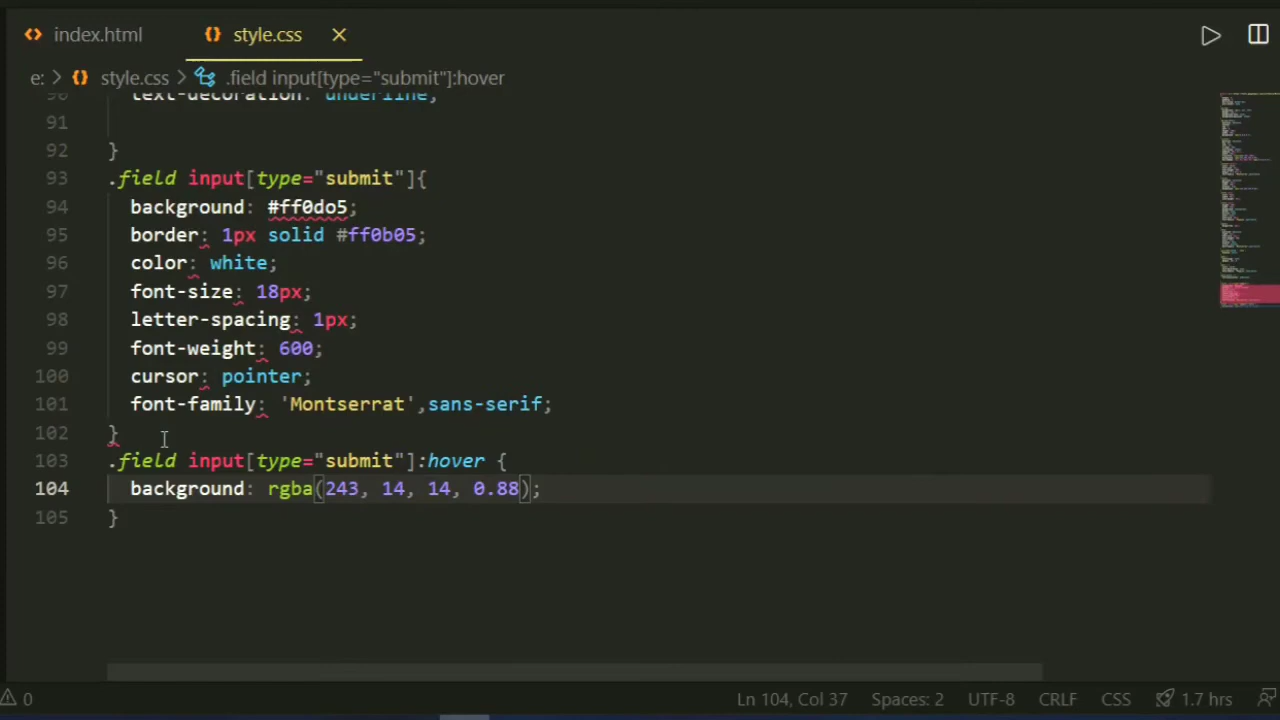 index.html style.css
e: style.css .field input[type="submit"]:hover
90 text-decoration: underline;
91
92 }
93 .field input[type="submit"]{
94 background: #ff0do5;
95 border: 1px solid #ff0b05;
96 color: white;
97 font-size: 18px;
98 letter-spacing: 1px;
99 font-weight: 600;
100 cursor: pointer;
101 font-family: 'Montserrat',sans-serif;
102 }
103 .field input[type="submit"]:hover {
104 background: rgba(243, 14, 14, 0.88);
105 }
0 Ln 104, Col 37 Spaces: 2 UTF-8 CRLF CSS 1.7 hrs